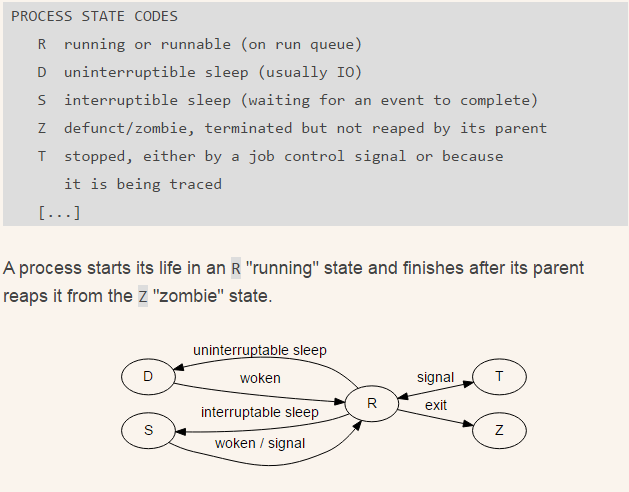 PROCESS STATE CODES
R running or runnable (on run queue)
D uninterruptible sleep (usually IO)
S interruptible sleep (waiting for an event to complete)
Z defunct/zombie, terminated but not reaped by its parent
T stopped, either by a job control signal or because
it is being traced
[...]
A process starts its life in an R "running" state and finishes after its parent
reaps it from the Z "zombie" state.
uninterruptable sleep
D
woken
signal
T
R
interruptable sleep
exit
S
woken / signal
Z